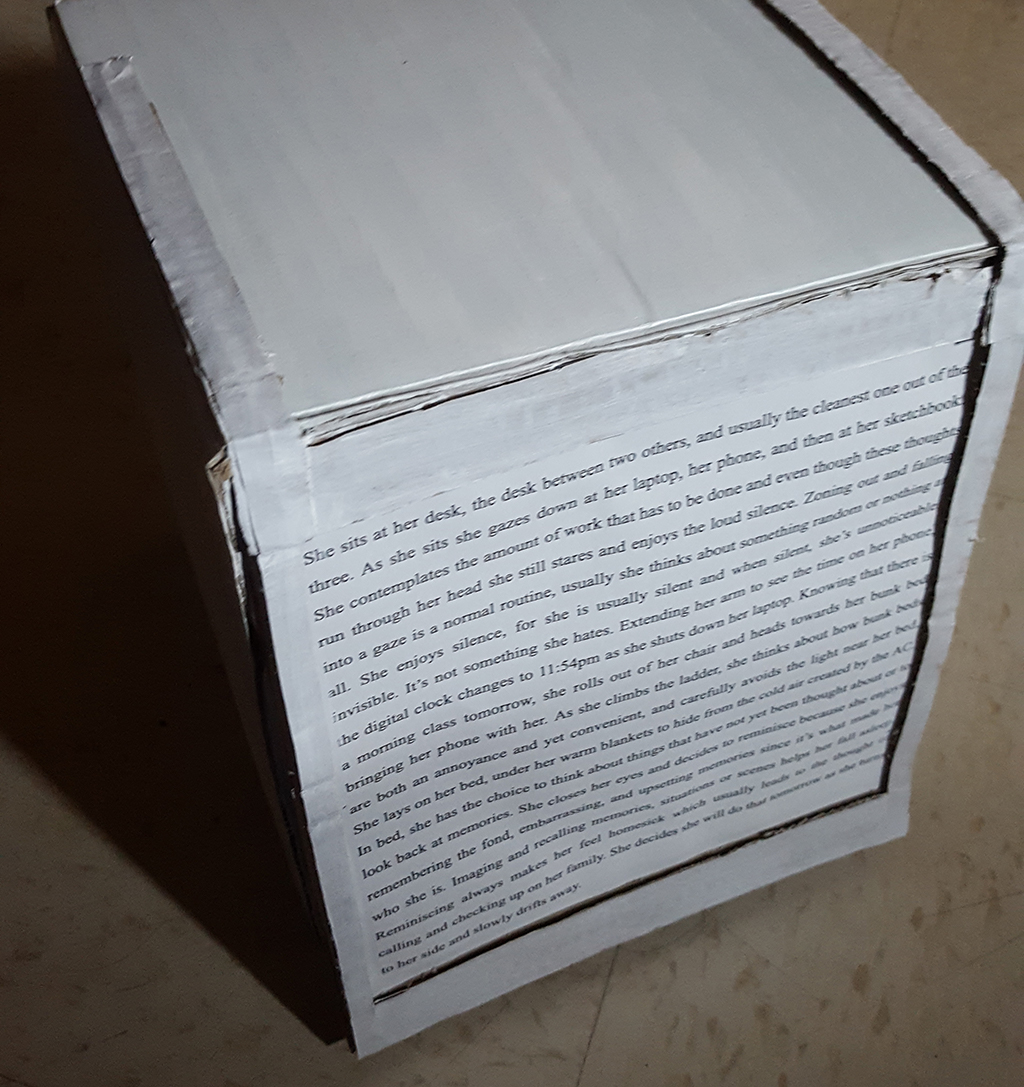 She sits at her desk, the desk between two others, and usually the cleanest one out of the
three. As she sits she gazes down at her laptop, her phone, and then at her sketchbook.
She contemplates the amount of work that has to be done and even though these thoughts
run through her head she still stares and enjoys the loud silence. Zoning out and falling
into a gaze is a normal routine, usually she thinks about something random or nothing at
all. She enjoys silence, for she is usually silent and when silent, she's unnoticeable,
invisible. It's not something she hates. Extending her arm to see the time on her phone,
the digital clock changes to 11:54pm as she shuts down her laptop. Knowing that there is
a morning class tomorrow, she rolls out of her chair and heads towards her bunk bed
bringing her phone with her. As she climbs the ladder, she thinks about how bunk beds
are both an annoyance and yet convenient, and carefully avoids the light near her bed.
She lays on her bed, under her warm blankets to hide from the cold air created by the AC.
In bed, she has the choice to think about things that have not yet been thought about or to
look back at memories. She closes her eyes and decides to reminisce because she enjoys
remembering the fond, embarrassing, and upsetting memories since it's what made her
who she is. Imaging and recalling memories, situations or scenes helps her fall asleep.
Reminiscing always makes her feel homesick which usually leads to the thought of
calling and checking up on her family. She decides she will do that tomorrow as she turns
to her side and slowly drifts away.